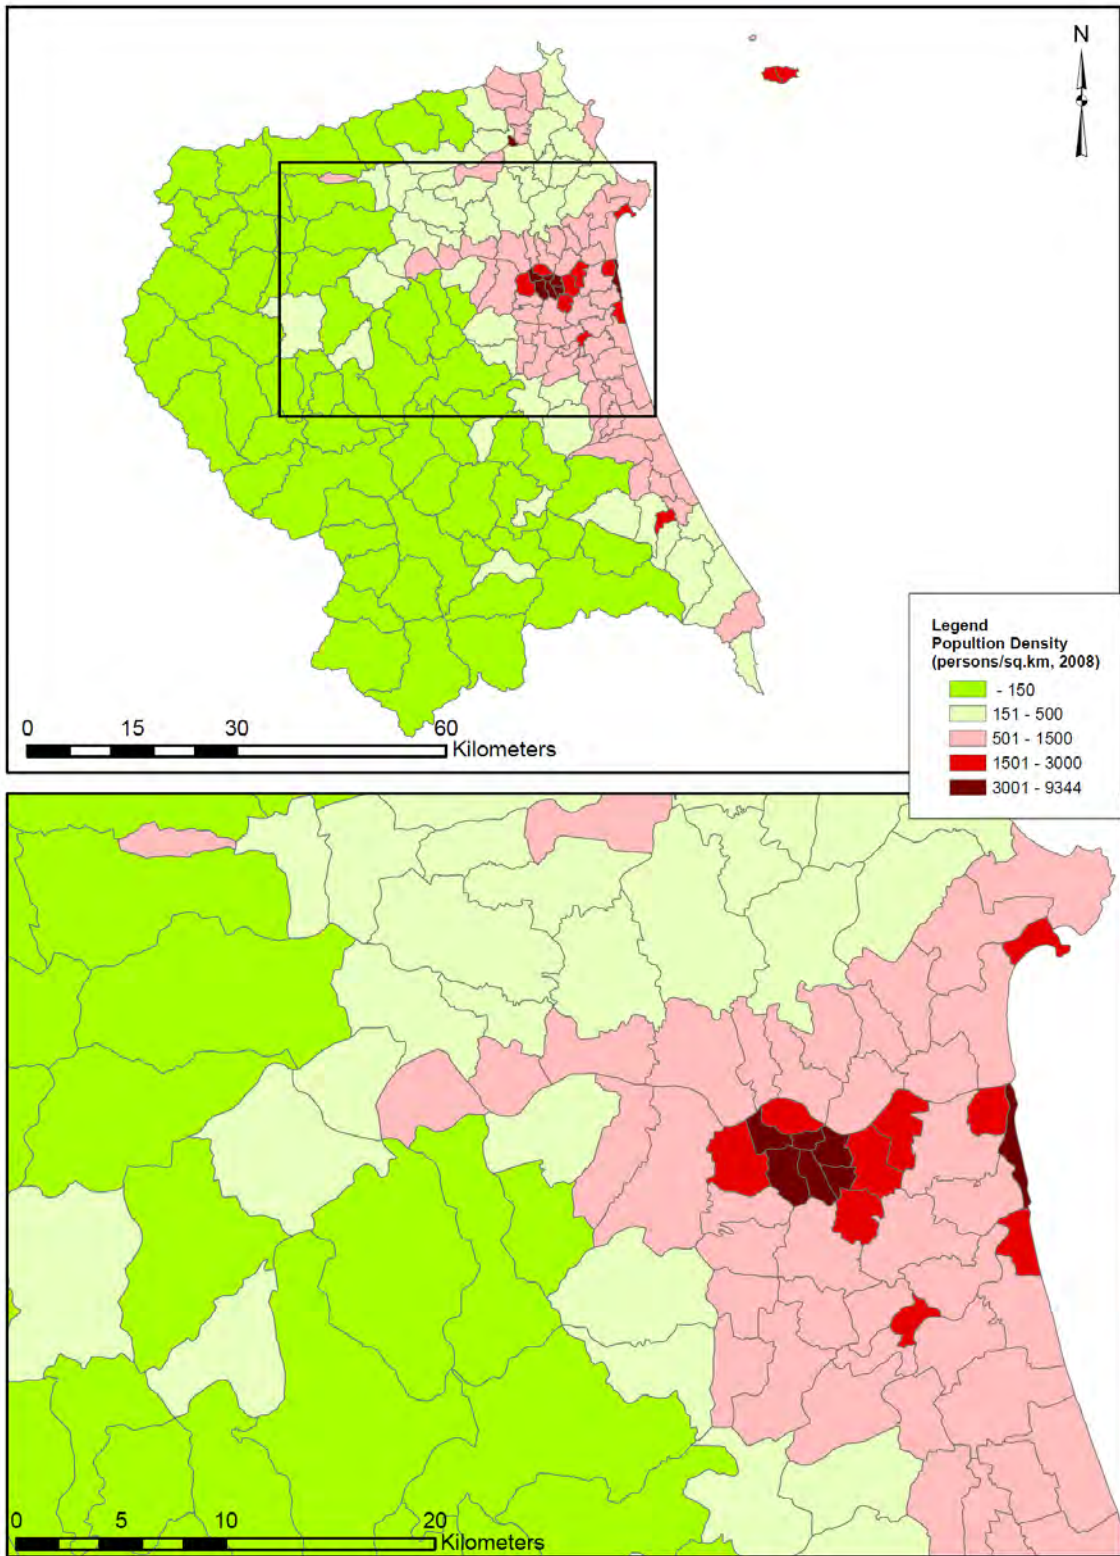 N
Legend
Popultion Density
(persons/sq.km, 2008)
- 150
151 - 500
501 - 1500
1501 - 3000
3001 - 9344
0 15 30 60
Kilometers
0 5 10 20
Kilometers